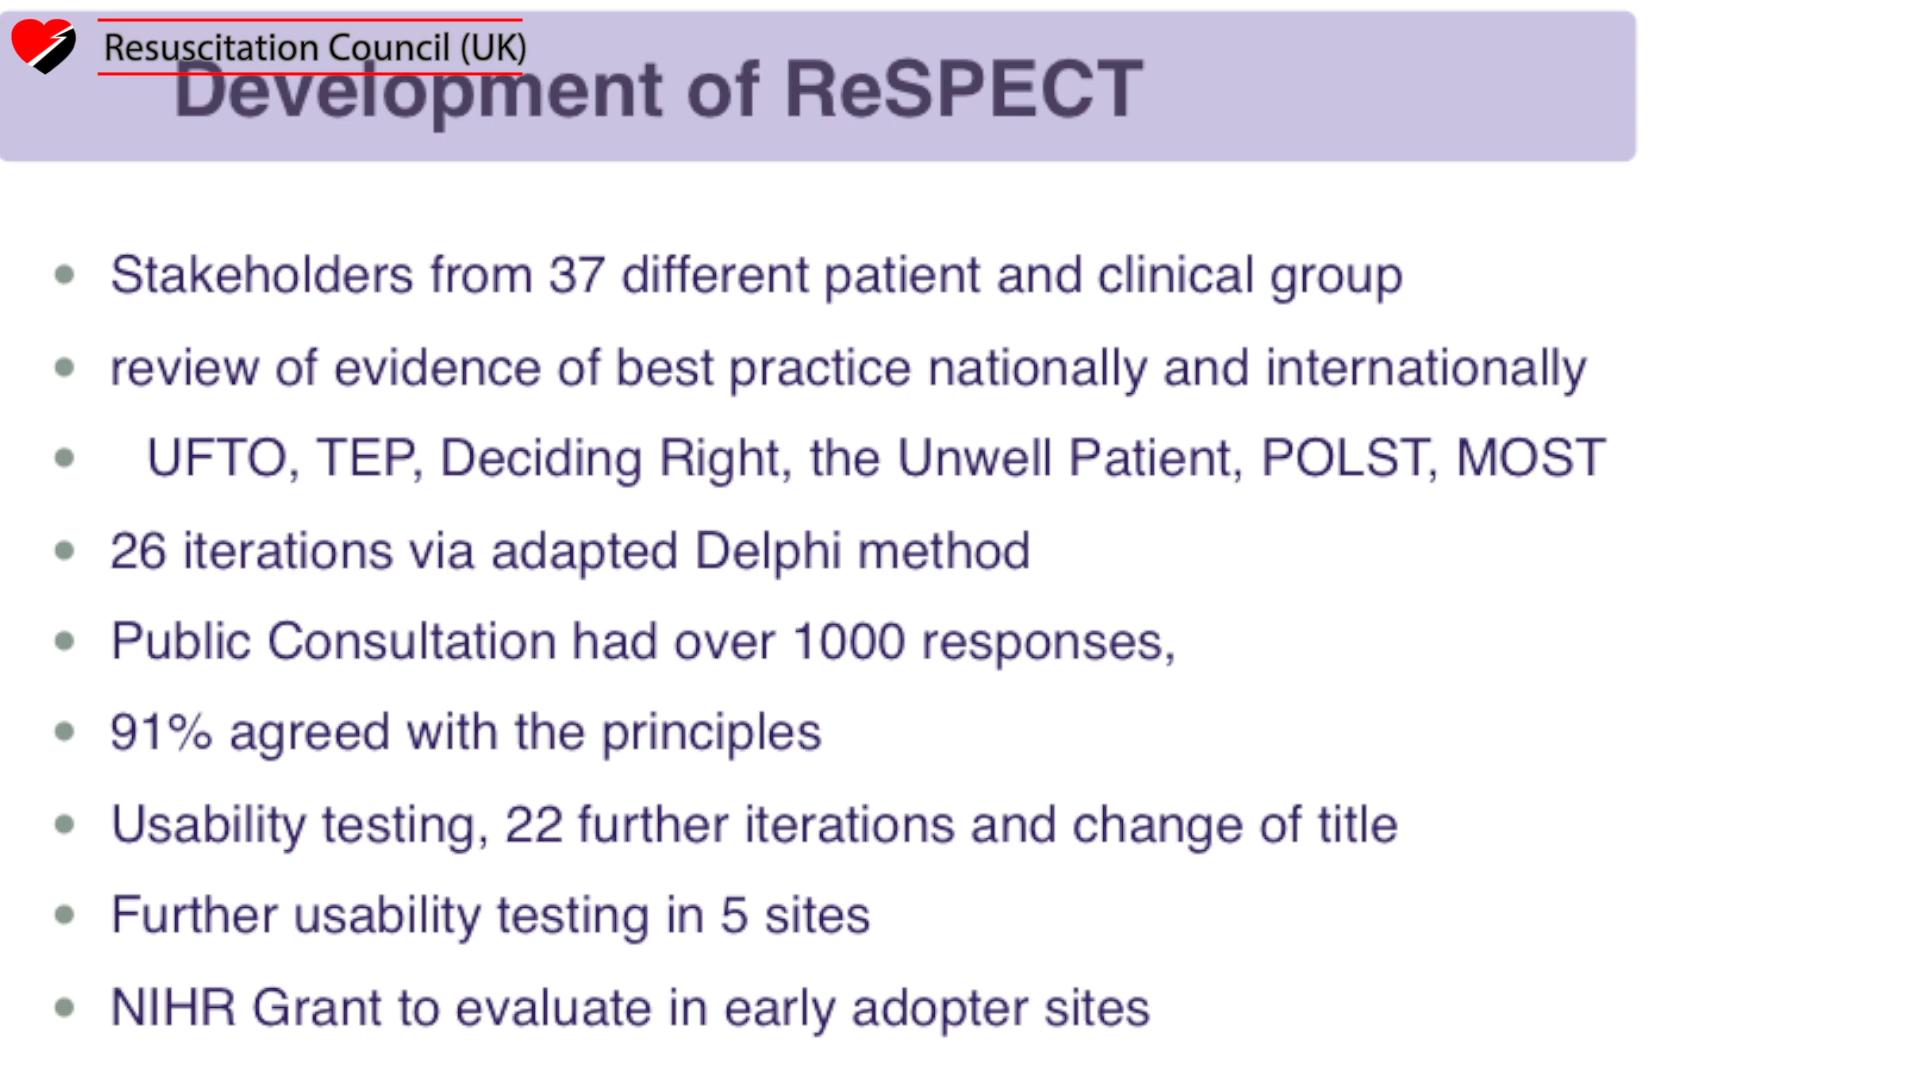 Resuscitation Council (UK)
Development of ReSPECT
• Stakeholders from 37 different patient and clinical group
• review of evidence of best practice nationally and internationally
• UFTO, TEP, Deciding Right, the Unwell Patient, POLST, MOST
• 26 iterations via adapted Delphi method
• Public Consultation had over 1000 responses,
• 91% agreed with the principles
• Usability testing, 22 further iterations and change of title
• Further usability testing in 5 sites
• NIHR Grant to evaluate in early adopter sites